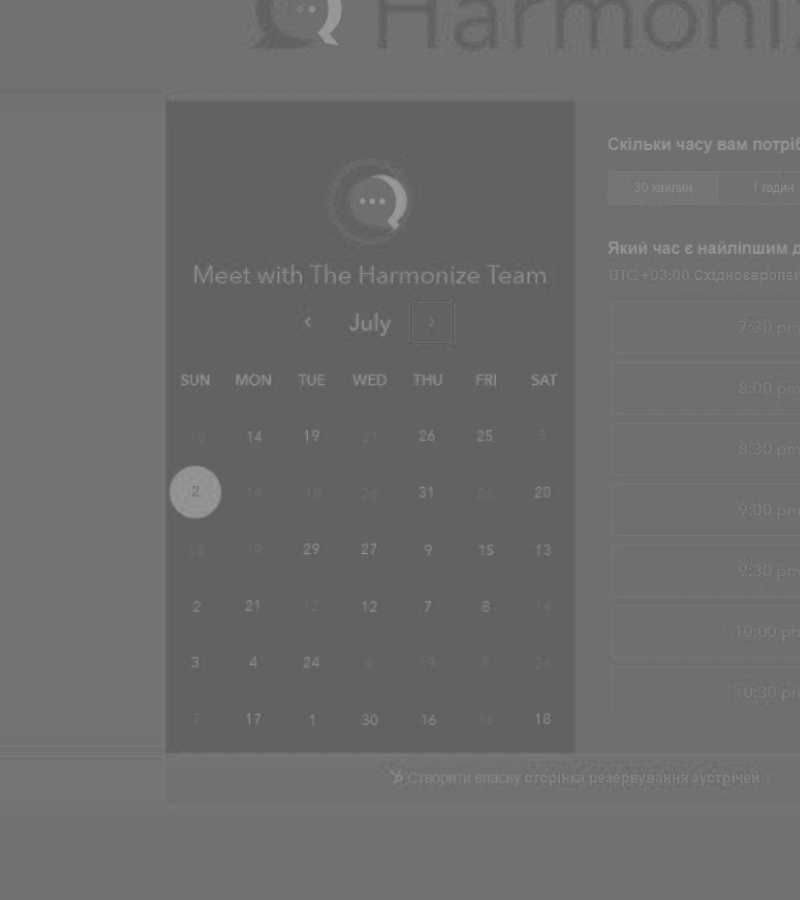 Harmoniz
Meet with The Harmonize Team
July
SUN MON TUE WED THU FRI SAT
10 14 19 21 26 25 5
2 14 10 26 31 26 20
18 19 29 27 9 15 13
2 21 12 12 7 8 14
3 4 24 6 19 8 26
7 17 1 30 16 16 18
Скільки часу вам потріб
30 хвилин 1 годин
Який час є найліпшим д
UTC +03:00 Східноєвропей
7:30 pm
8:00 pm
8:30 pm
9:00 pm
9:30 pm
10:00 pm
10:30 pm
Створити власну сторінка резервування зустрічей